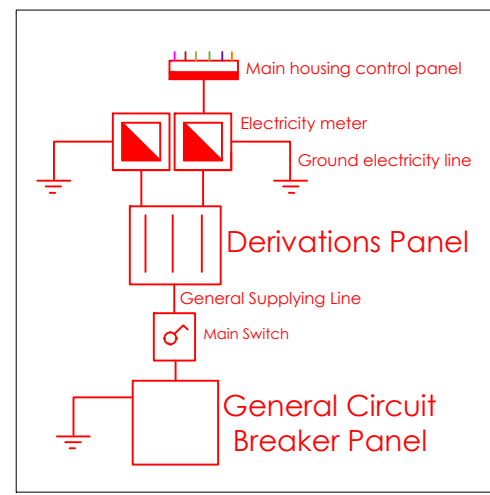 Main housing control panel
Electricity meter
Ground electricity line
Derivations Panel
General Supplying Line
Main Switch
General Circuit
Breaker Panel